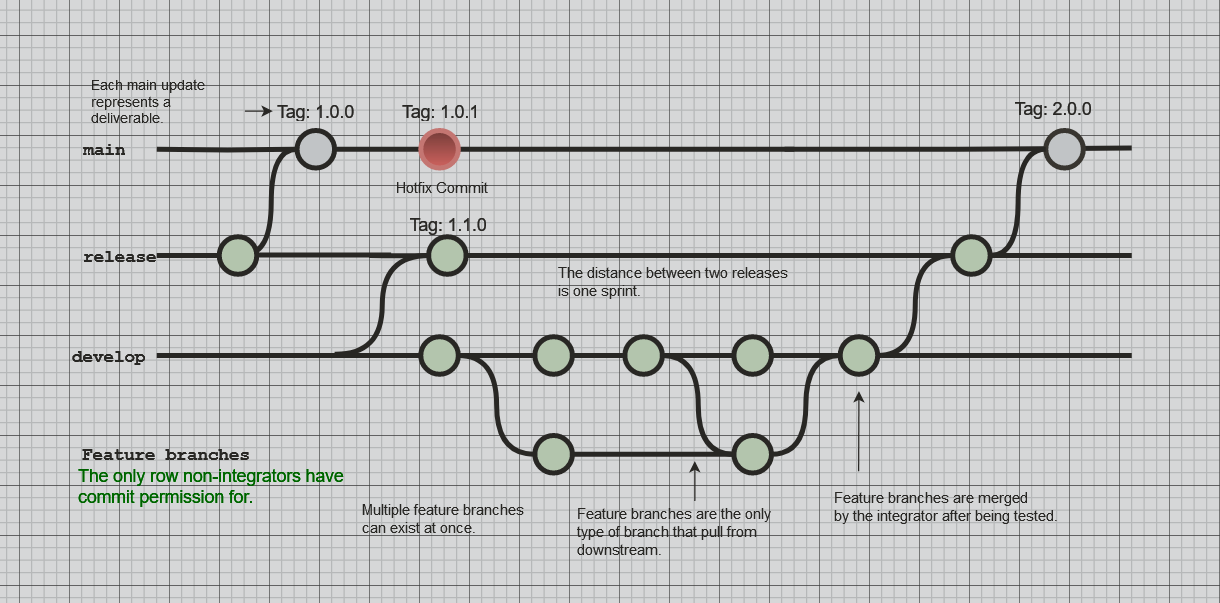 Each main update
represents a
deliverable.
Tag: 1.0.0
Tag: 1.0.1
Tag: 2.0.0
main
Hotfix Commit
Tag: 1.1.0
release
The distance between two releases
is one sprint.
develop
Feature branches
The only row non-integrators have
commit permission for.
Multiple feature branches
can exist at once.
Feature branches are the only
type of branch that pull from
downstream.
Feature branches are merged
by the integrator after being tested.